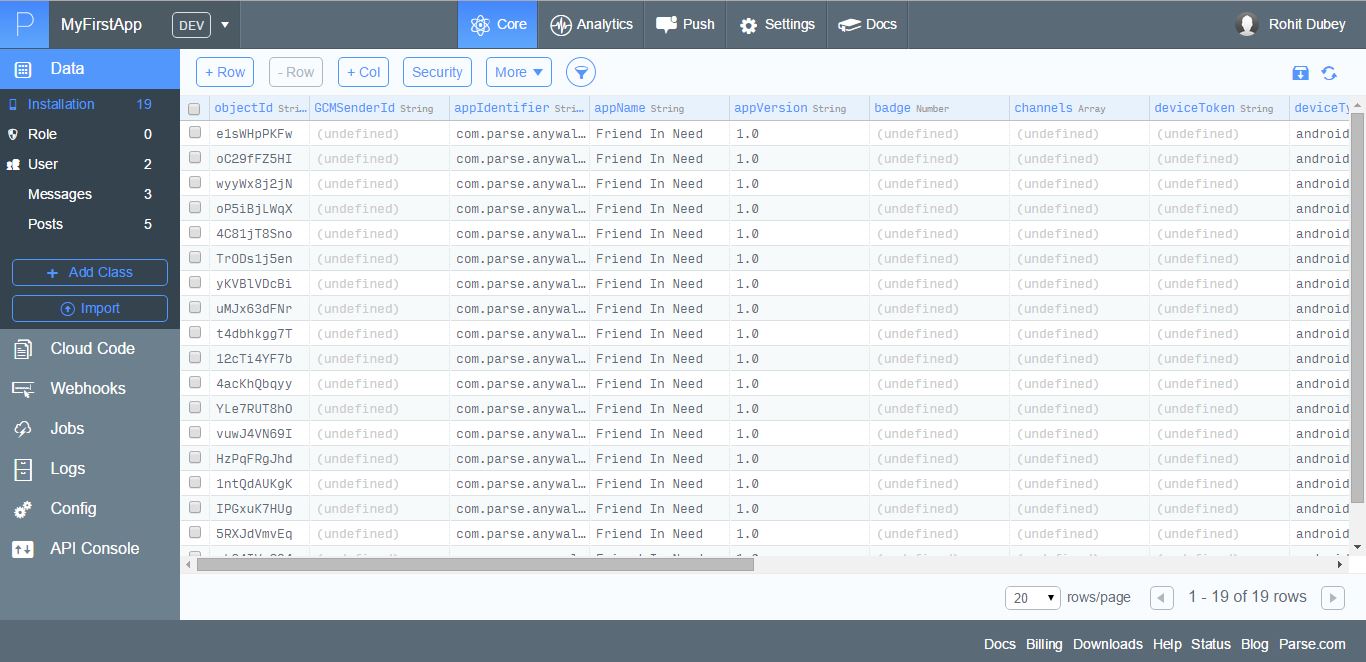 P MyFirstApp DEV Core Analytics Push Settings Docs Rohit Dubey
Data
Installation 19
Role 0
User 2
Messages 3
Posts 5
+ Add Class
Import
Cloud Code
Webhooks
Jobs
Logs
Config
API Console
+ Row - Row + Col Security More
objectId Stri... GCMSenderId String appIdentifier Stri... appName String appVersion String badge Number channels Array deviceToken String deviceTy
e1sWHpPKFw (undefined) com.parse.anywal... Friend In Need 1.0 (undefined) (undefined) (undefined) android
oC29fFZ5HI (undefined) com.parse.anywal... Friend In Need 1.0 (undefined) (undefined) (undefined) android
wyyWx8j2jN (undefined) com.parse.anywal... Friend In Need 1.0 (undefined) (undefined) (undefined) android
oP5iBjLWqX (undefined) com.parse.anywal... Friend In Need 1.0 (undefined) (undefined) (undefined) android
4C81jT8Sno (undefined) com.parse.anywal... Friend In Need 1.0 (undefined) (undefined) (undefined) android
TrODs1j5en (undefined) com.parse.anywal... Friend In Need 1.0 (undefined) (undefined) (undefined) android
yKVBlVDcBi (undefined) com.parse.anywal... Friend In Need 1.0 (undefined) (undefined) (undefined) android
uMJx63dFNr (undefined) com.parse.anywal... Friend In Need 1.0 (undefined) (undefined) (undefined) android
t4dbhkgg7T (undefined) com.parse.anywal... Friend In Need 1.0 (undefined) (undefined) (undefined) android
12cTi4YF7b (undefined) com.parse.anywal... Friend In Need 1.0 (undefined) (undefined) (undefined) android
4acKhQbqyy (undefined) com.parse.anywal... Friend In Need 1.0 (undefined) (undefined) (undefined) android
YLe7RUT8hO (undefined) com.parse.anywal... Friend In Need 1.0 (undefined) (undefined) (undefined) android
vuwJ4VN69I (undefined) com.parse.anywal... Friend In Need 1.0 (undefined) (undefined) (undefined) android
HzPqFRgJhd (undefined) com.parse.anywal... Friend In Need 1.0 (undefined) (undefined) (undefined) android
1ntQdAUKgK (undefined) com.parse.anywal... Friend In Need 1.0 (undefined) (undefined) (undefined) android
IPGxuK7HUg (undefined) com.parse.anywal... Friend In Need 1.0 (undefined) (undefined) (undefined) android
5RXJdVmvEq (undefined) com.parse.anywal... Friend In Need 1.0 (undefined) (undefined) (undefined) android
20 rows/page 1 - 19 of 19 rows
Docs Billing Downloads Help Status Blog Parse.com